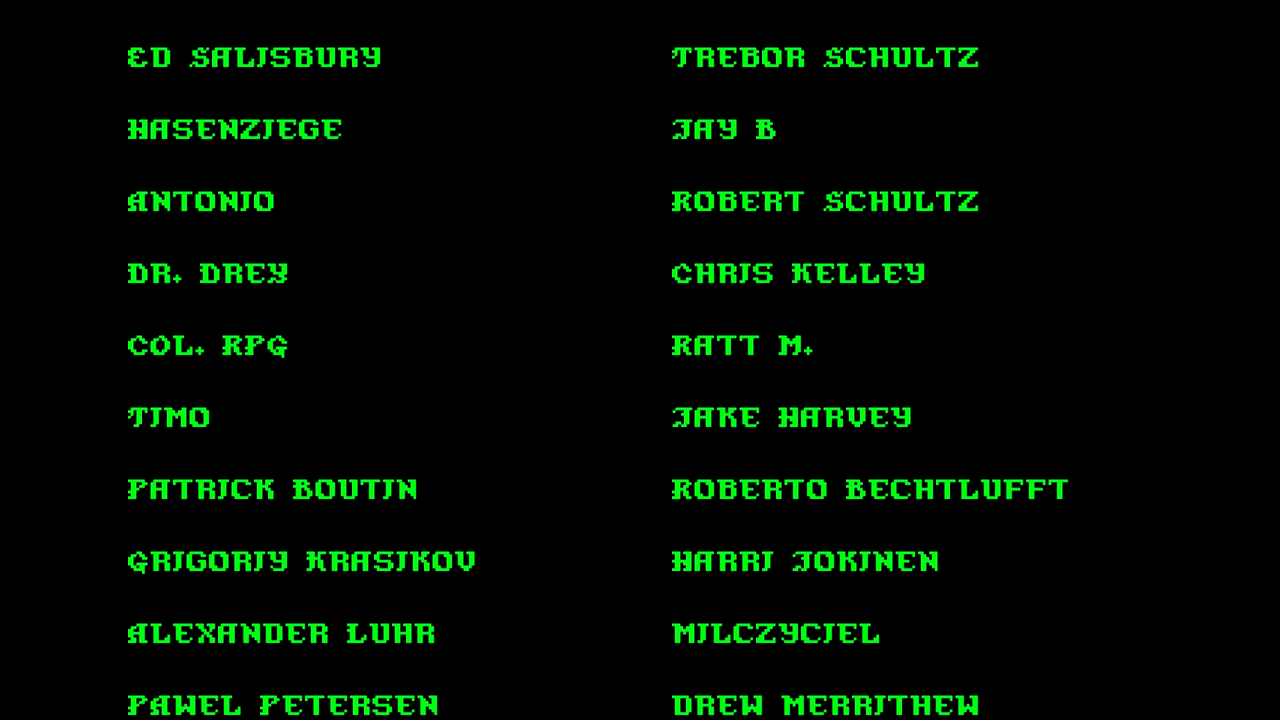 ED SALISBURY
TREBOR SCHULTZ
HASENZIEGE
JAY B
ANTONIO
ROBERT SCHULTZ
DR. DREY
CHRIS KELLEY
COL. RPG
RATT M.
TIMO
JAKE HARVEY
PATRICK BOUTIN
ROBERTO BECHTLUFFT
GRIGORIY KRASIKOV
HARRI JOKINEN
ALEXANDER LUHR
MILCZYCIEL
PAWEL PETERSEN
DREW MERRITHEW